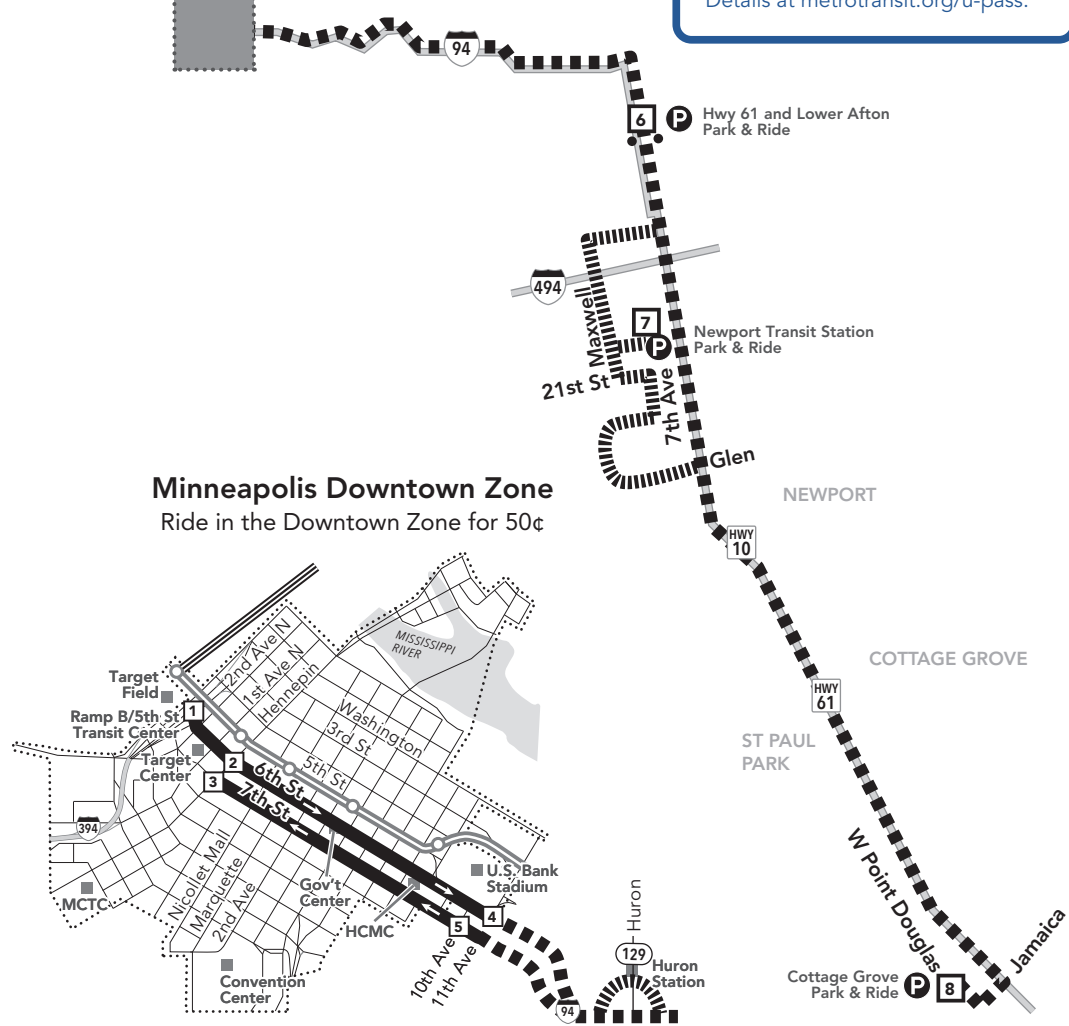 Details at metrotransit.org/u-pass.
94
6
P
Hwy 61 and Lower Afton
Park & Ride
494
Maxwell
7
P
Newport Transit Station
Park & Ride
21st St
7th Ave
Glen
NEWPORT
HWY
10
COTTAGE GROVE
HWY
61
ST PAUL
PARK
W Point Douglas
Jamaica
Cottage Grove
Park & Ride
P
8
Minneapolis Downtown Zone
Ride in the Downtown Zone for 50¢
MISSISSIPPI
RIVER
2nd Ave N
1st Ave N
Hennepin
Target
Field
1
Ramp B/5th St
Transit Center
Washington
3rd St
5th St
Target
Center
2
3
6th St
7th St
394
Nicollet Mall
Marquette
2nd Ave
MCTC
Gov't
Center
HCMC
U.S. Bank
Stadium
4
5
10th Ave
11th Ave
Convention
Center
Huron
129
Huron
Station
94